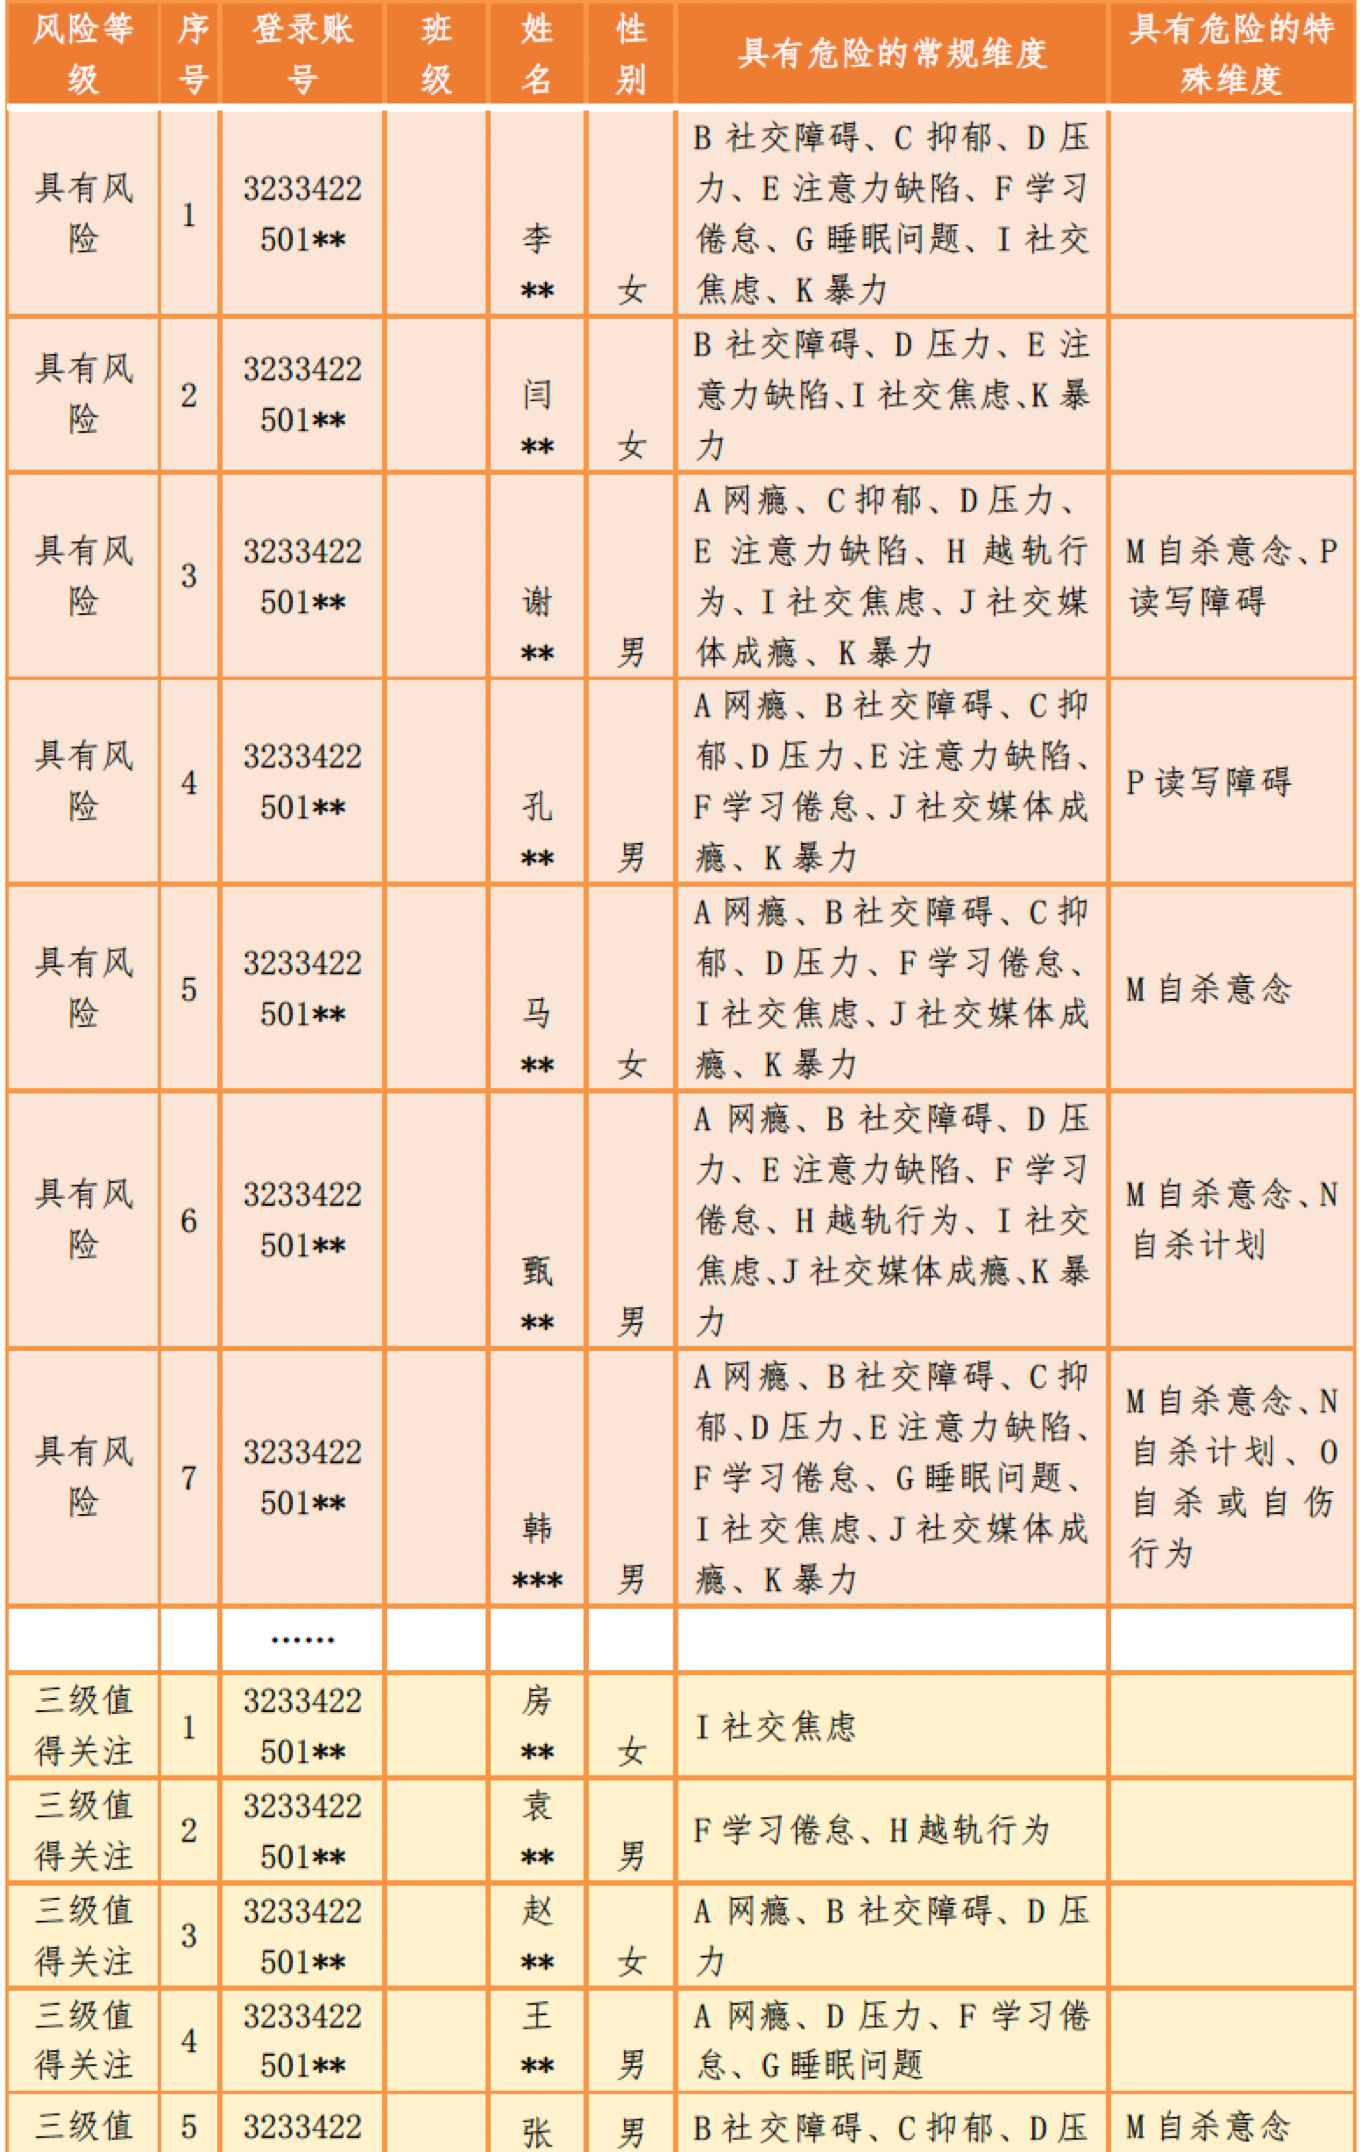 风险等级 序号 登录账号 班级 姓名 性别 具有危险的常规维度 具有危险的特殊维度
具有风险 1 3233422501** 李** 女 B 社交障碍、C 抑郁、D 压力、E 注意力缺陷、F 学习倦怠、G 睡眠问题、I 社交焦虑、K 暴力
具有风险 2 3233422501** 闫** 女 B 社交障碍、D 压力、E 注意力缺陷、I 社交焦虑、K 暴力
具有风险 3 3233422501** 谢** 男 A 网瘾、C 抑郁、D 压力、E 注意力缺陷、H 越轨行为、I 社交焦虑、J 社交媒体成瘾、K 暴力 M 自杀意念、P 读写障碍
具有风险 4 3233422501** 孔** 男 A 网瘾、B 社交障碍、C 抑郁、D 压力、E 注意力缺陷、F 学习倦怠、J 社交媒体成瘾、K 暴力 P 读写障碍
具有风险 5 3233422501** 马** 女 A 网瘾、B 社交障碍、C 抑郁、D 压力、F 学习倦怠、I 社交焦虑、J 社交媒体成瘾、K 暴力 M 自杀意念
具有风险 6 3233422501** 甄** 男 A 网瘾、B 社交障碍、D 压力、E 注意力缺陷、F 学习倦怠、H 越轨行为、I 社交焦虑、J 社交媒体成瘾、K 暴力 M 自杀意念、N 自杀计划
具有风险 7 3233422501** 韩*** 男 A 网瘾、B 社交障碍、C 抑郁、D 压力、E 注意力缺陷、F 学习倦怠、G 睡眠问题、I 社交焦虑、J 社交媒体成瘾、K 暴力 M 自杀意念、N 自杀计划、O 自杀或自伤行为
……
三级值得关注 1 3233422501** 房** 女 I 社交焦虑
三级值得关注 2 3233422501** 袁** 男 F 学习倦怠、H 越轨行为
三级值得关注 3 3233422501** 赵** 女 A 网瘾、B 社交障碍、D 压力
三级值得关注 4 3233422501** 王** 男 A 网瘾、D 压力、F 学习倦怠、G 睡眠问题
三级值 5 3233422 张 男 B 社交障碍、C 抑郁、D 压 M 自杀意念